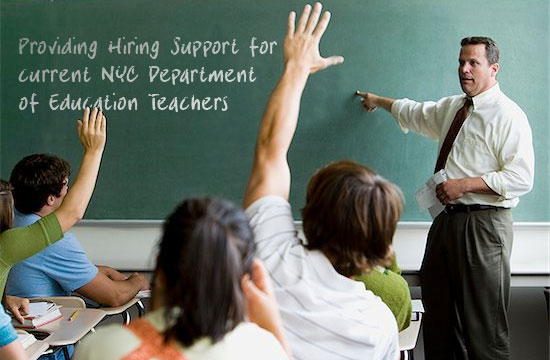 Providing Hiring Support for
current NYC Department
of Education Teachers